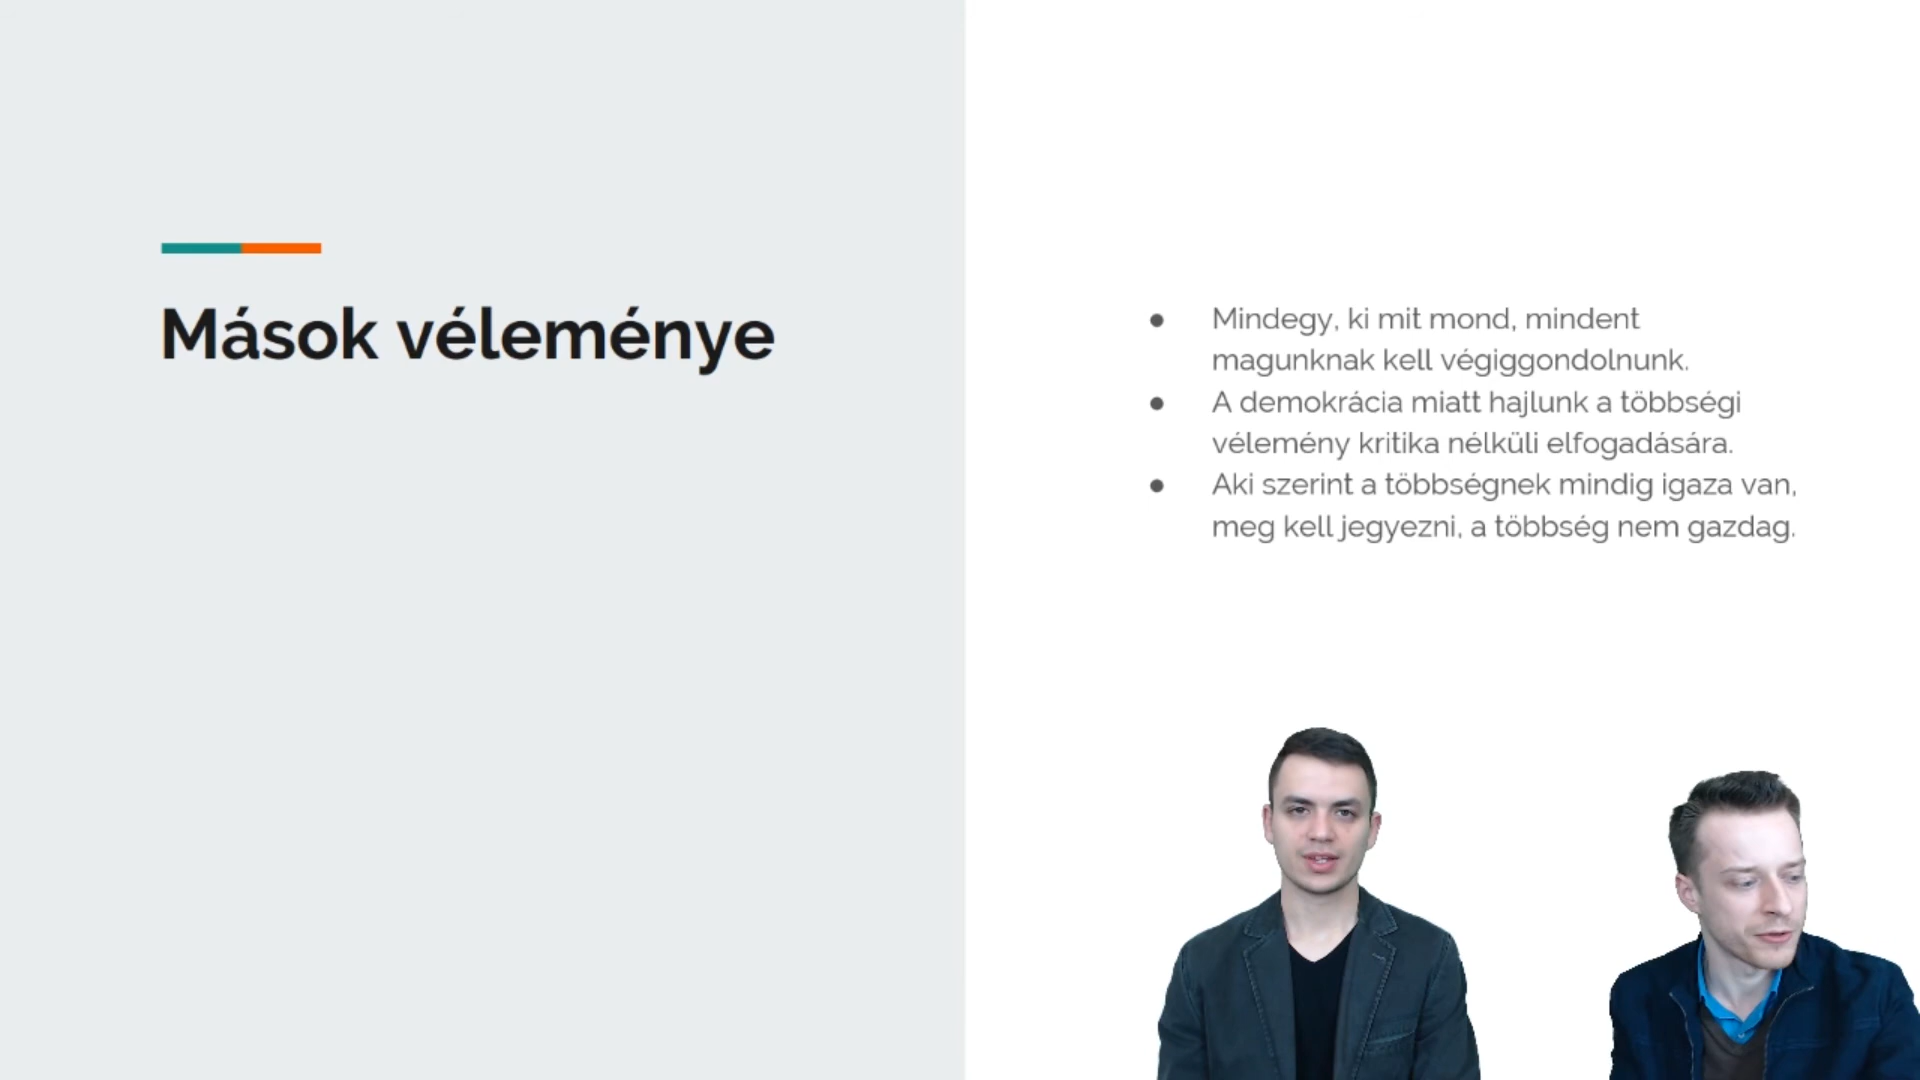 Mások véleménye
● Mindegy, ki mit mond, mindent
magunknak kell végiggondolnunk.
● A demokrácia miatt hajlunk a többségi
vélemény kritika nélküli elfogadására.
● Aki szerint a többségnek mindig igaza van,
meg kell jegyezni, a többség nem gazdag.